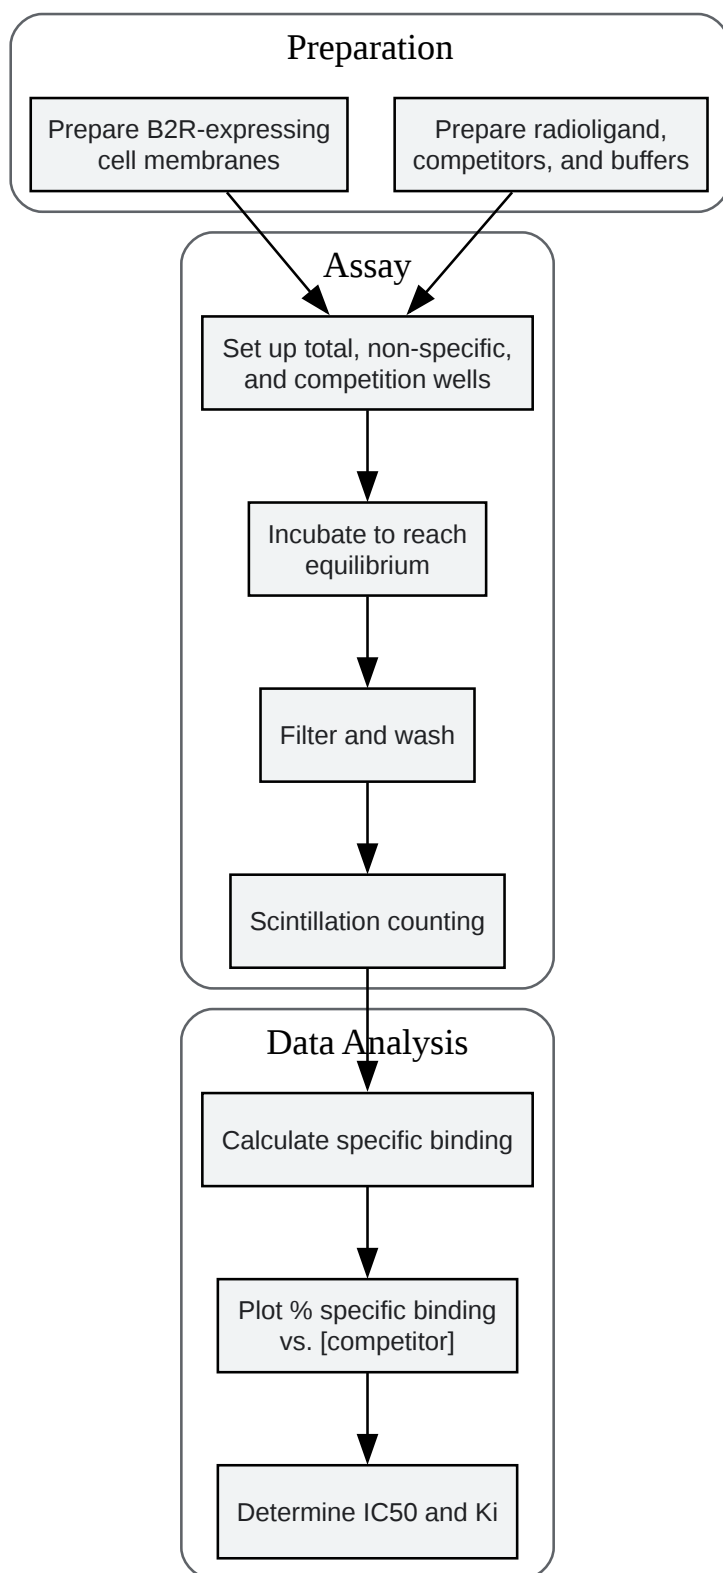 Preparation
Prepare B2R-expressing
cell membranes
Prepare radioligand,
competitors, and buffers
Assay
Set up total, non-specific,
and competition wells
Incubate to reach
equilibrium
Filter and wash
Scintillation counting
Data Analysis
Calculate specific binding
Plot % specific binding
vs. [competitor]
Determine IC50 and Ki